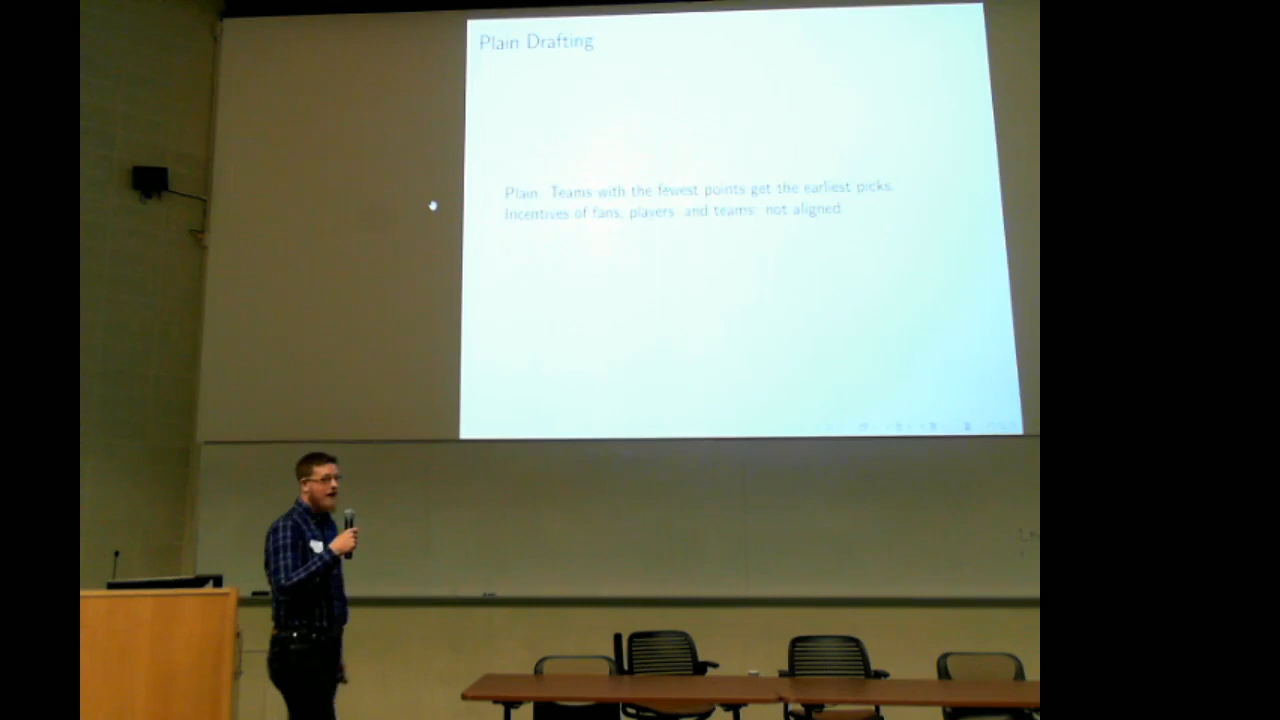 Plain Drafting
Plain: Teams with the fewest points get the earliest picks.
Incentives of fans, players and teams: not aligned.